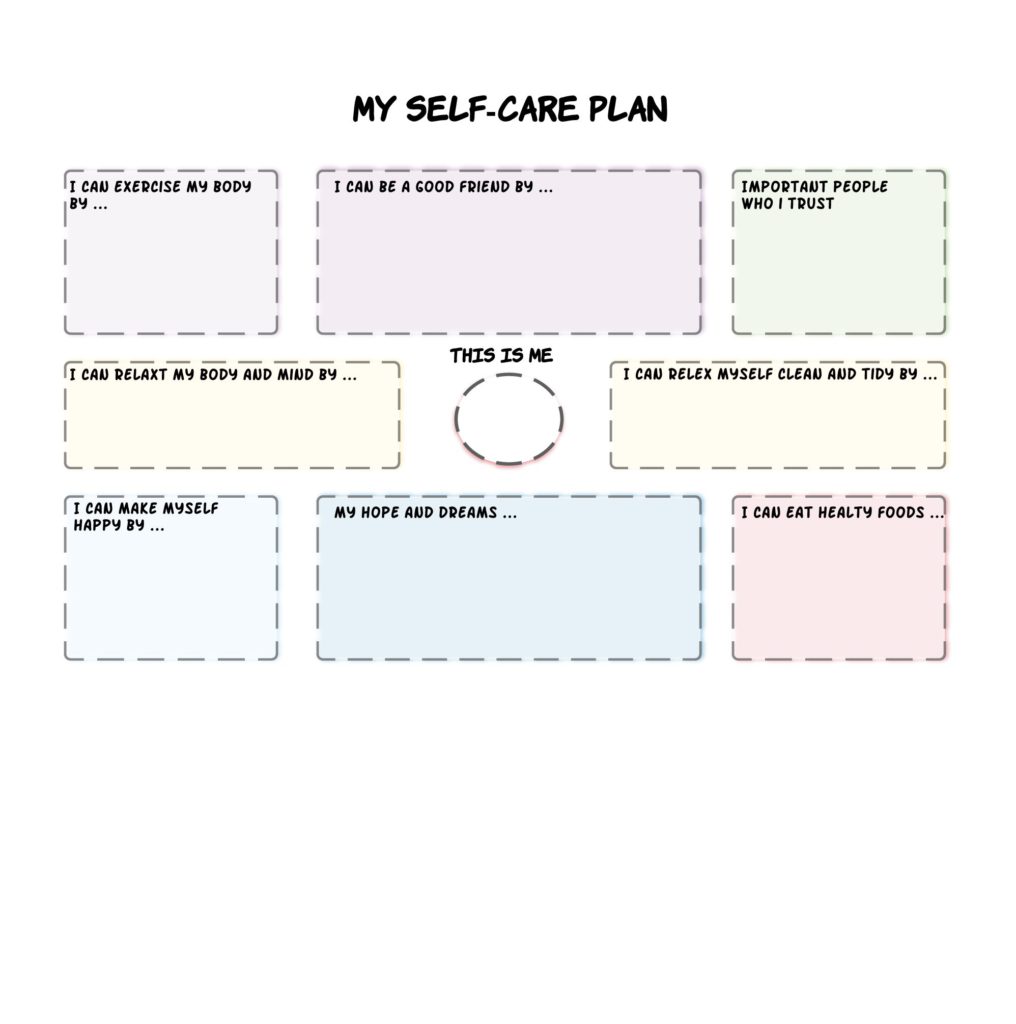 MY SELF-CARE PLAN
I CAN EXERCISE MY BODY
BY ...
I CAN BE A GOOD FRIEND BY ...
IMPORTANT PEOPLE
WHO I TRUST
THIS IS ME
I CAN RELAXT MY BODY AND MIND BY ...
I CAN RELEX MYSELF CLEAN AND TIDY BY ...
I CAN MAKE MYSELF
HAPPY BY ...
MY HOPE AND DREAMS ...
I CAN EAT HEALTY FOODS ...